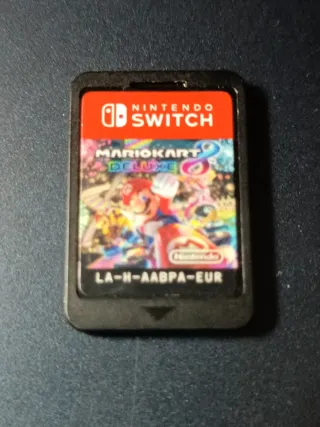 NINTENDO
SWITCH
MARIOKART 8
DELUXE
Nintendo
LA-H-AABPA-EUR